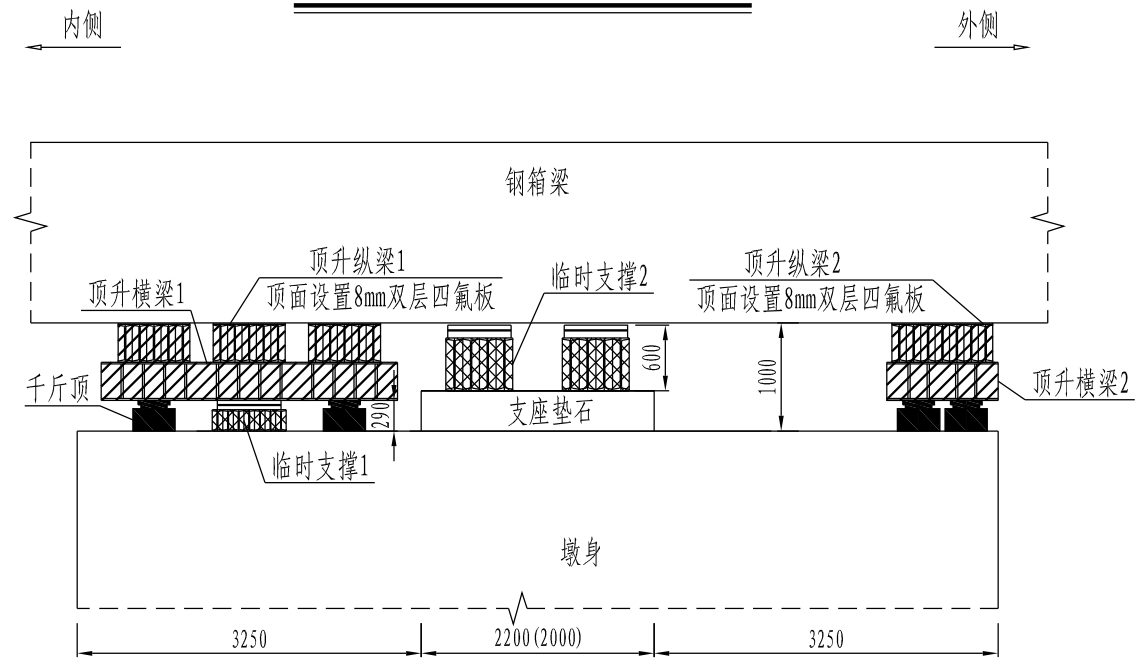 内侧
外侧
钢箱梁
顶升纵梁1
顶面设置8mm双层四氟板
临时支撑2
顶升纵梁2
顶面设置8mm双层四氟板
顶升横梁1
600
1000
千斤顶
290
支座垫石
顶升横梁2
临时支撑1
墩身
3250
2200(2000)
3250